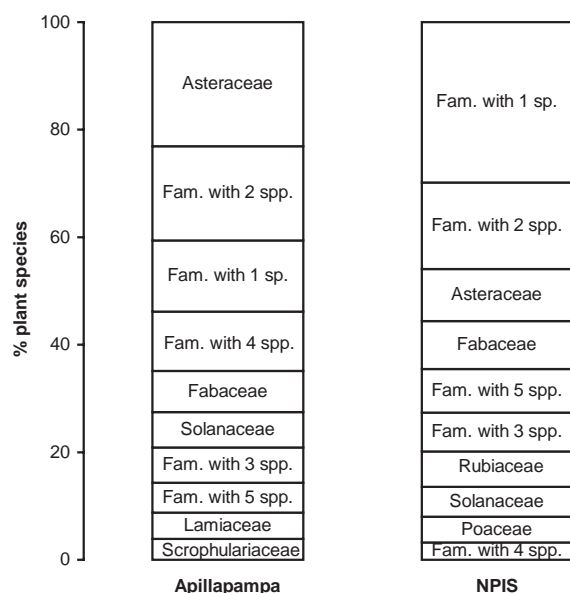 100
80
60
40
20
0
% plant species
Asteraceae
Fam. with 2 spp.
Fam. with 1 sp.
Fam. with 4 spp.
Fabaceae
Solanaceae
Fam. with 3 spp.
Fam. with 5 spp.
Lamiaceae
Scrophulariaceae
Apillapampa
Fam. with 1 sp.
Fam. with 2 spp.
Asteraceae
Fabaceae
Fam. with 5 spp.
Fam. with 3 spp.
Rubiaceae
Solanaceae
Poaceae
Fam. with 4 spp.
NPIS